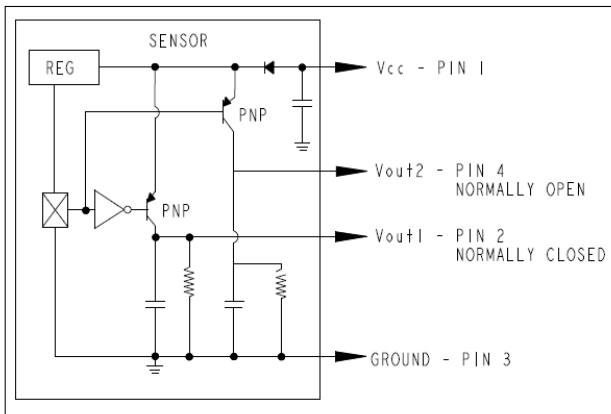 SENSOR
REG
Vcc - PIN 1
PNP
Vout2 - PIN 4
NORMALLY OPEN
PNP
Vout1 - PIN 2
NORMALLY CLOSED
GROUND - PIN 3